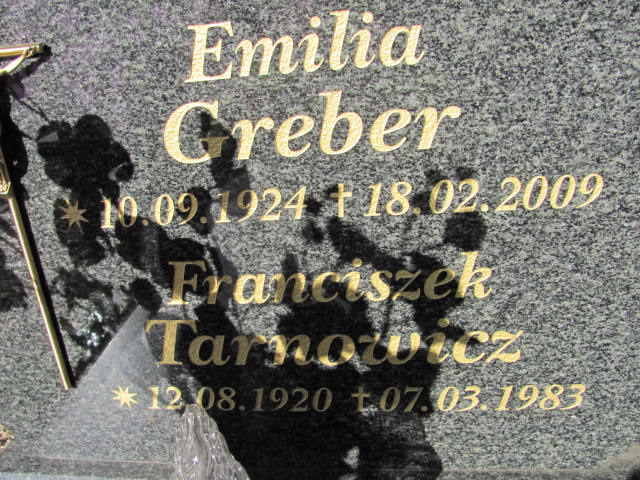 Emilia
Greber
* 10.09.1924 † 18.02.2009
Franciszek
Tarnowicz
* 12.08.1920 † 07.03.1983